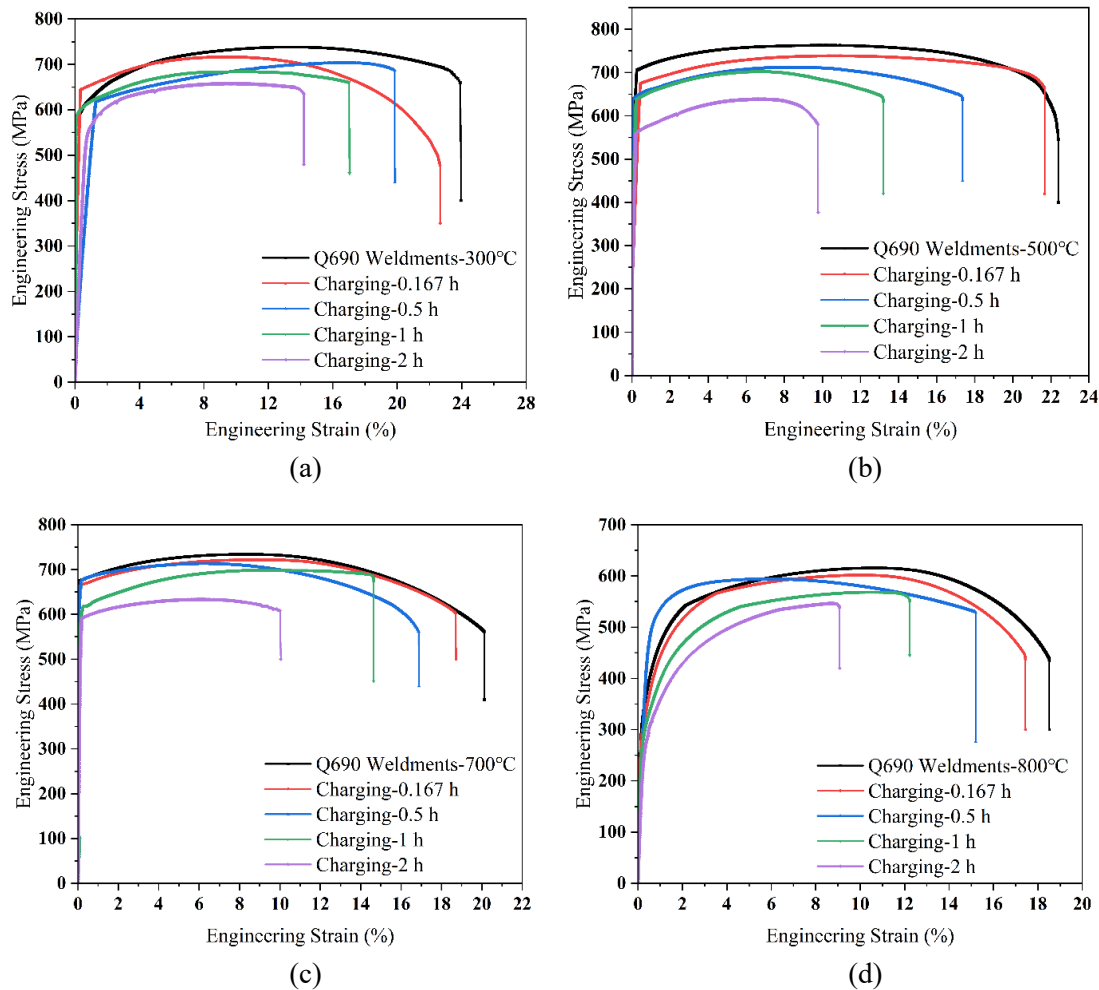 800
700
600
500
400
300
200
100
0
Engineering Stress (MPa)
Q690 Weldments-300℃
Charging-0.167 h
Charging-0.5 h
Charging-1 h
Charging-2 h
0 4 8 12 16 20 24 28
Engineering Strain (%)
(a)
800
700
600
500
400
300
200
100
0
Engineering Stress (MPa)
Q690 Weldments-500℃
Charging-0.167 h
Charging-0.5 h
Charging-1 h
Charging-2 h
0 2 4 6 8 10 12 14 16 18 20 22 24
Engineering Strain (%)
(b)
800
700
600
500
400
300
200
100
0
Engineering Stress (MPa)
Q690 Weldments-700℃
Charging-0.167 h
Charging-0.5 h
Charging-1 h
Charging-2 h
0 2 4 6 8 10 12 14 16 18 20 22
Engineering Strain (%)
(c)
700
600
500
400
300
200
100
0
Engineering Stress (MPa)
Q690 Weldments-800℃
Charging-0.167 h
Charging-0.5 h
Charging-1 h
Charging-2 h
0 2 4 6 8 10 12 14 16 18 20
Engineering Strain (%)
(d)